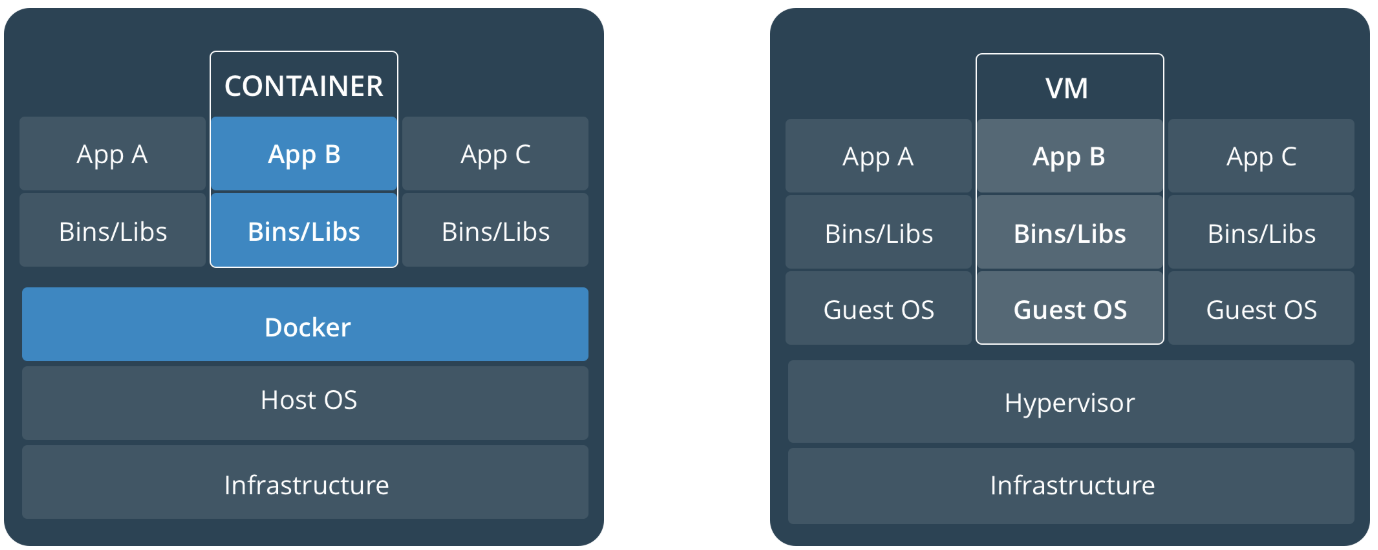 CONTAINER
App A
App B
App C
Bins/Libs
Bins/Libs
Bins/Libs
Docker
Host OS
Infrastructure
VM
App A
App B
App C
Bins/Libs
Bins/Libs
Bins/Libs
Guest OS
Guest OS
Guest OS
Hypervisor
Infrastructure